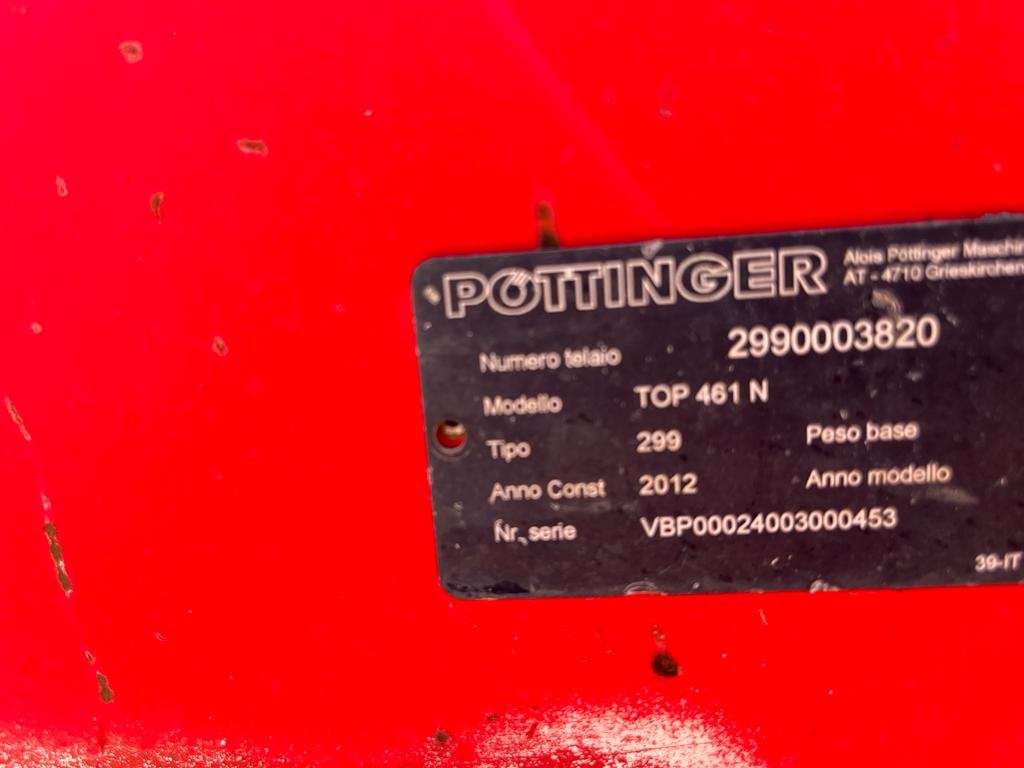 PÖTTINGER
Alois Pöttinger
AT - 4710 Grieskirchen
Numero telaio 2990003820
Modello TOP 461 N
Tipo 299 Peso base
Anno Const 2012 Anno modello
Nr. serie VBP00024003000453
39-IT